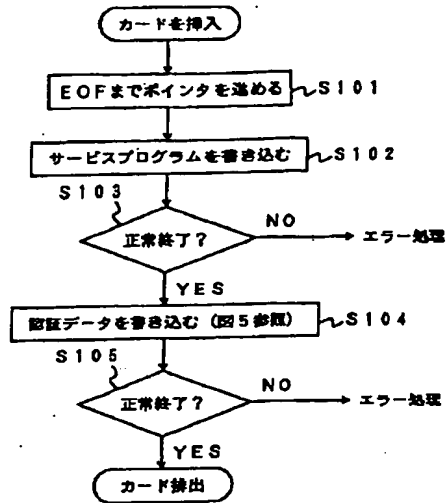 カードを挿入
EOFまでポインタを進める
S101
サービスプログラムを書き込む
S102
S103
正常終了?
NO
エラー処理
YES
認証データを書き込む (図5参照)
S104
S105
正常終了?
NO
エラー処理
YES
カード排出